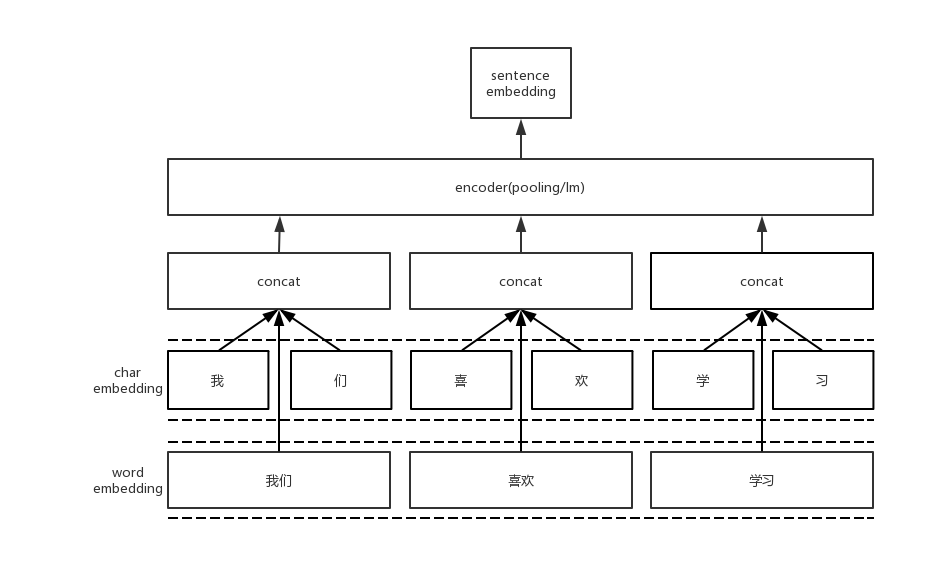 sentence
embedding
encoder(pooling/lm)
concat
concat
concat
char
embedding
我
们
喜
欢
学
习
word
embedding
我们
喜欢
学习